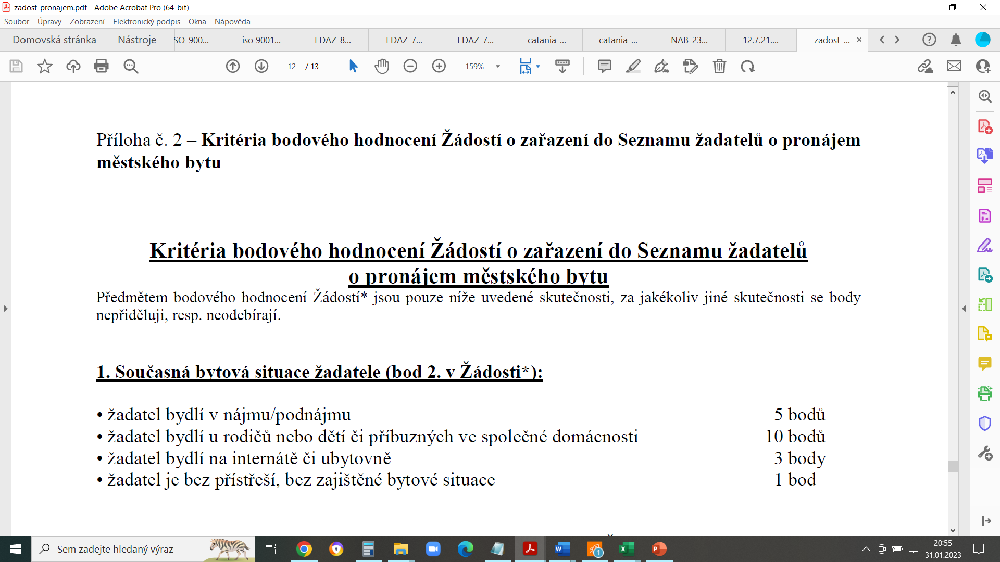 zadost_pronajem.pdf - Adobe Acrobat Pro (64-bit)
Soubor Úpravy Zobrazení Elektronický podpis Okna Nápověda
Domovská stránka Nástroje SO_900... iso 9001... EDAZ-8... EDAZ-7... EDAZ-7... catania_... catania_... NAB-23... 12.7.21.... zadost_...
12 / 13 159%
Příloha č. 2 – Kritéria bodového hodnocení Žádostí o zařazení do Seznamu žadatelů o pronájem
městského bytu
Kritéria bodového hodnocení Žádostí o zařazení do Seznamu žadatelů
o pronájem městského bytu
Předmětem bodového hodnocení Žádostí* jsou pouze níže uvedené skutečnosti, za jakékoliv jiné skutečnosti se body
nepřiděluji, resp. neodebírají.
1. Současná bytová situace žadatele (bod 2. v Žádosti*):
• žadatel bydlí v nájmu/podnájmu 5 bodů
• žadatel bydlí u rodičů nebo dětí či příbuzných ve společné domácnosti 10 bodů
• žadatel bydlí na internátě či ubytovně 3 body
• žadatel je bez přístřeší, bez zajištěné bytové situace 1 bod
Sem zadejte hledaný výraz
1
20:55
31.01.2023